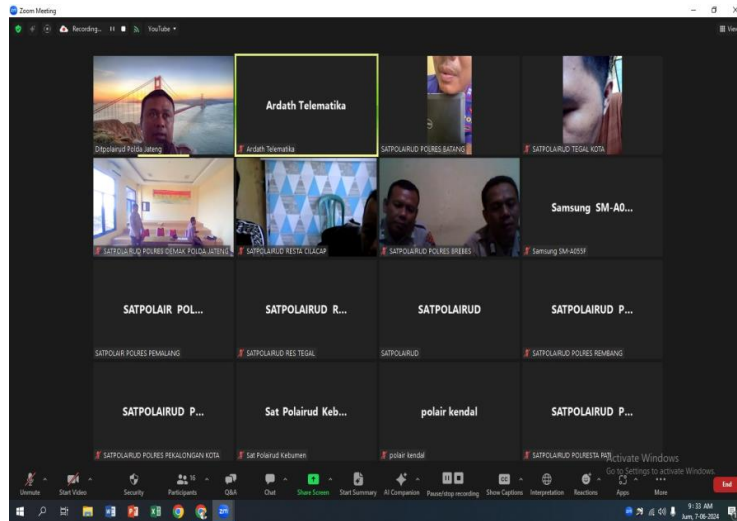 Zoom Meeting
Recording...
YouTube
View
Ditpolairud Polda Jateng
Ardath Telematika
Ardath Telematika
SATPOLAIRUD POLRES BATANG
SATPOLAIRUD TEGAL KOTA
SATPOLAIRUD POLRES DEMAK POLDA JATENG
SATPOLAIRUD RESTA CILACAP
SATPOLAIRUD POLRES BREBES
Samsung SM-A0...
Samsung SM-A055F
SATPOLAIR POL...
SATPOLAIR POLRES PEMALANG
SATPOLAIRUD R...
SATPOLAIRUD RES TEGAL
SATPOLAIRUD
SATPOLAIRUD
SATPOLAIRUD P...
SATPOLAIRUD POLRES REMBANG
SATPOLAIRUD P...
SATPOLAIRUD POLRES PEKALONGAN KOTA
Sat Polairud Keb...
Sat Polairud Kebumen
polair kendal
polair kendal
SATPOLAIRUD P...
SATPOLAIRUD POLRESTA PATI
Activate Windows
Go to Settings to activate Windows.
Unmute
Start Video
Security
16
Participants
Q&A
Chat
Share Screen
Start Summary
AI Companion
Pause/stop recording
Show Captions
Interpretation
Reactions
Apps
More
End
9:33 AM
Jum, 7-06-2024